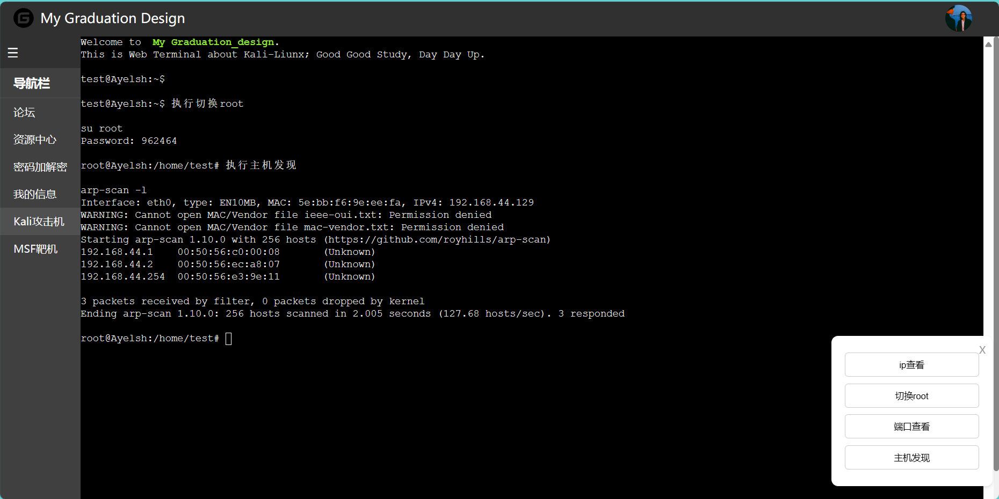 My Graduation Design
导航栏
论坛
资源中心
密码加解密
我的信息
Kali攻击机
MSF靶机
Welcome to  My Graduation_design.
This is Web Terminal about Kali-Liunx; Good Good Study, Day Day Up.
test@Ayelsh:~$
test@Ayelsh:~$ 执行切换root
su root
Password: 962464
root@Ayelsh:/home/test# 执行主机发现
arp-scan -l
Interface: eth0, type: EN10MB, MAC: 5e:bb:f6:9e:ee:fa, IPv4: 192.168.44.129
WARNING: Cannot open MAC/Vendor file ieee-oui.txt: Permission denied
WARNING: Cannot open MAC/Vendor file mac-vendor.txt: Permission denied
Starting arp-scan 1.10.0 with 256 hosts (https://github.com/royhills/arp-scan)
192.168.44.1    00:50:56:c0:00:08       (Unknown)
192.168.44.2    00:50:56:ec:a8:07       (Unknown)
192.168.44.254  00:50:56:e3:9e:11       (Unknown)
3 packets received by filter, 0 packets dropped by kernel
Ending arp-scan 1.10.0: 256 hosts scanned in 2.005 seconds (127.68 hosts/sec). 3 responded
root@Ayelsh:/home/test#
X
ip查看
切换root
端口查看
主机发现